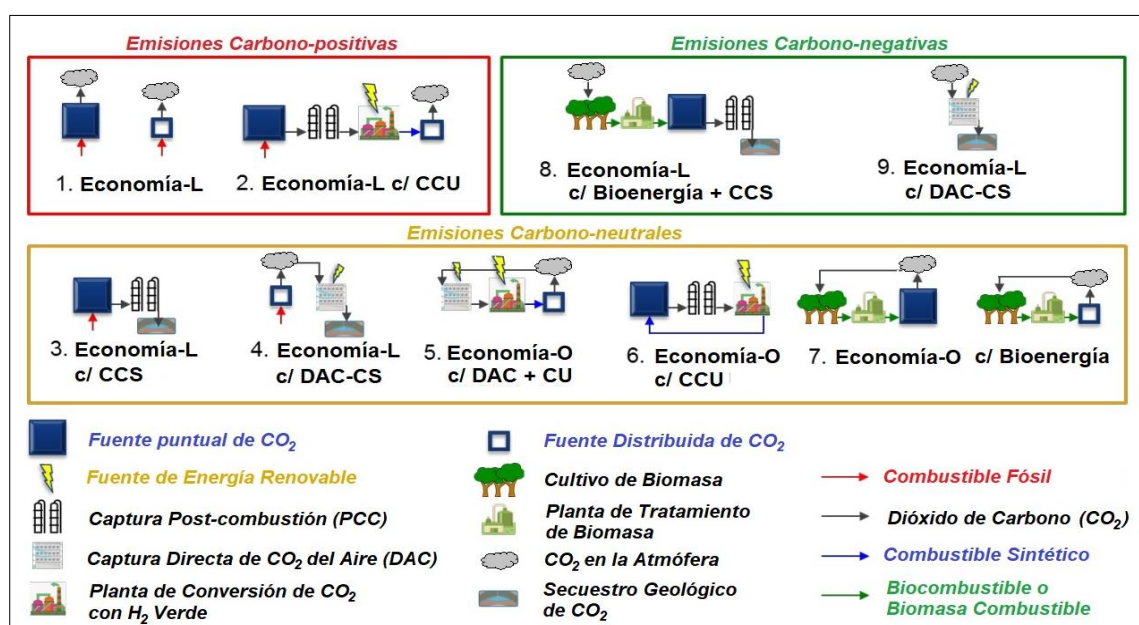 Emisiones Carbono-positivas
1. Economía-L
2. Economía-L c/ CCU
Emisiones Carbono-negativas
8. Economía-L
c/ Bioenergía + CCS
9. Economía-L
c/ DAC-CS
Emisiones Carbono-neutrales
3. Economía-L
c/ CCS
4. Economía-L
c/ DAC-CS
5. Economía-O
c/ DAC + CU
6. Economía-O
c/ CCU
7. Economía-O
c/ Bioenergía
Fuente puntual de CO₂
Fuente de Energía Renovable
Captura Post-combustión (PCC)
Captura Directa de CO₂ del Aire (DAC)
Planta de Conversión de CO₂
con H₂ Verde
Fuente Distribuida de CO₂
Cultivo de Biomasa
Planta de Tratamiento
de Biomasa
CO₂ en la Atmófera
Secuestro Geológico
de CO₂
Combustible Fósil
Dióxido de Carbono (CO₂)
Combustible Sintético
Biocombustible o
Biomasa Combustible